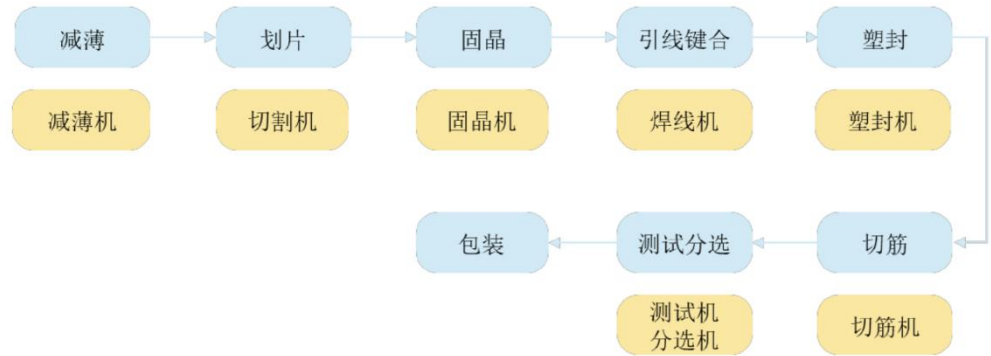 减薄
划片
固晶
引线键合
塑封
减薄机
切割机
固晶机
焊线机
塑封机
包装
测试分选
切筋
测试机
分选机
切筋机